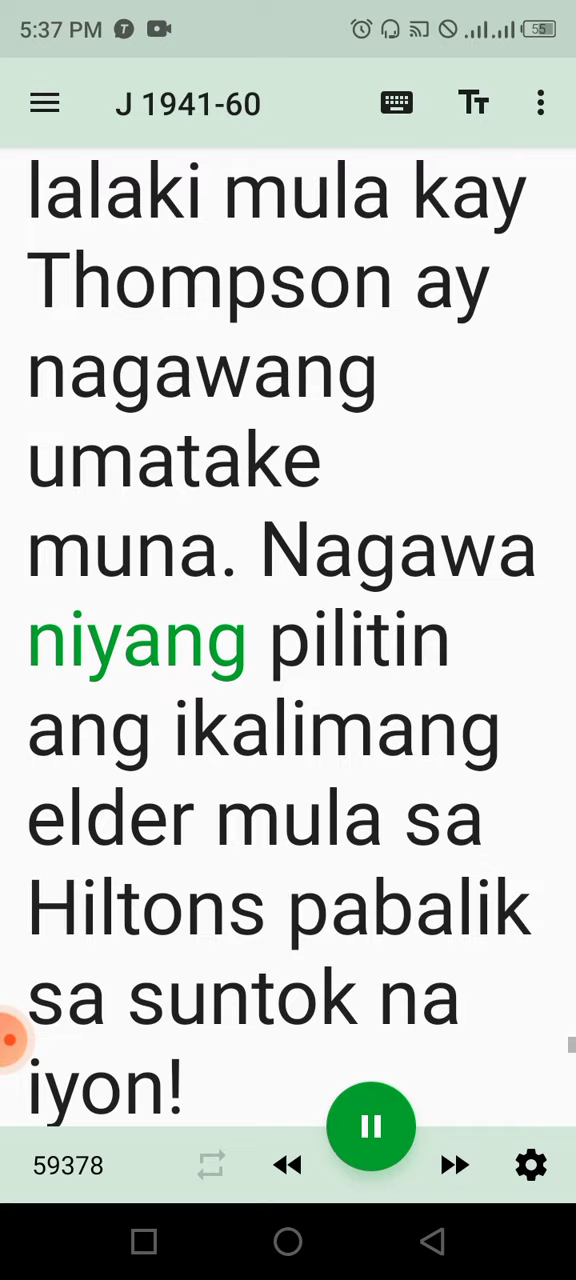 5:37 PM
55
J 1941-60
lalaki mula kay
Thompson ay
nagawang
umatake
muna. Nagawa
niyang pilitin
ang ikalimang
elder mula sa
Hiltons pabalik
sa suntok na
iyon!
59378